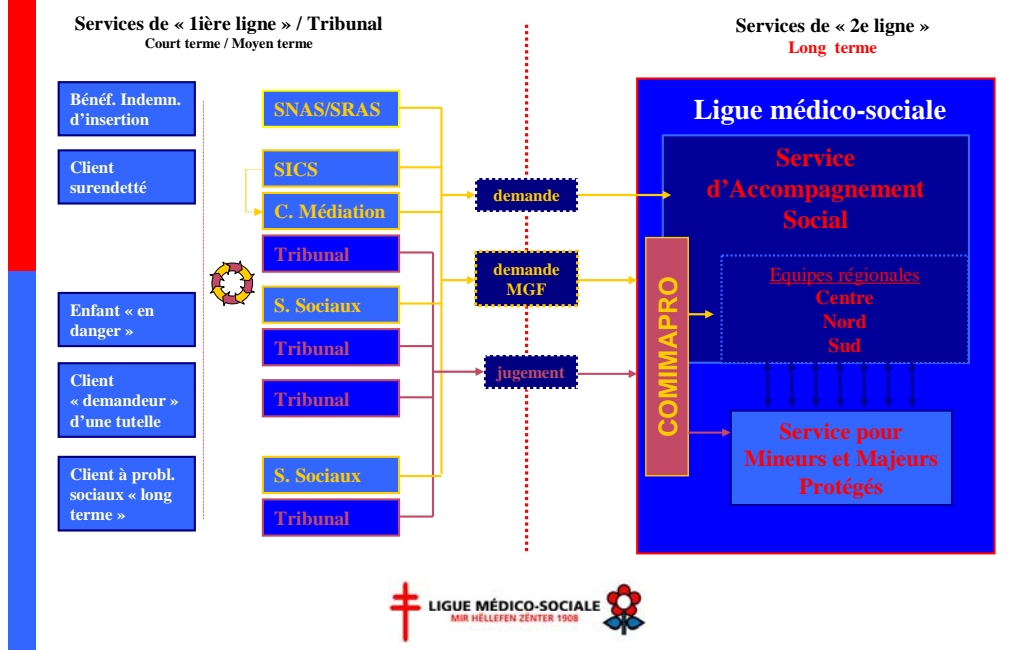 Services de « 1ière ligne » / Tribunal
Court terme / Moyen terme
Services de « 2e ligne »
Long terme
Bénéf. Indemn.
d’insertion
Client
surendetté
Enfant « en
danger »
Client
« demandeur »
d’une tutelle
Client à probl.
sociaux « long
terme »
SNAS/SRAS
SICS
C. Médiation
Tribunal
S. Sociaux
Tribunal
Tribunal
S. Sociaux
Tribunal
demande
demande
MGF
jugement
Ligue médico-sociale
Service
d’Accompagnement
Social
COMIMAPRO
Equipes régionales
Centre
Nord
Sud
Service pour
Mineurs et Majeurs
Protégés
LIGUE MÉDICO-SOCIALE
MIR HËLLEFEN ZËNTER 1908